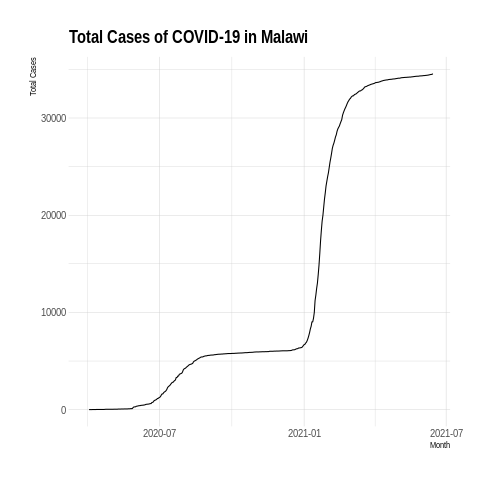 Total Cases of COVID-19 in Malawi
Total Cases
30000
20000
10000
0
2020-07
2021-01
2021-07
Month